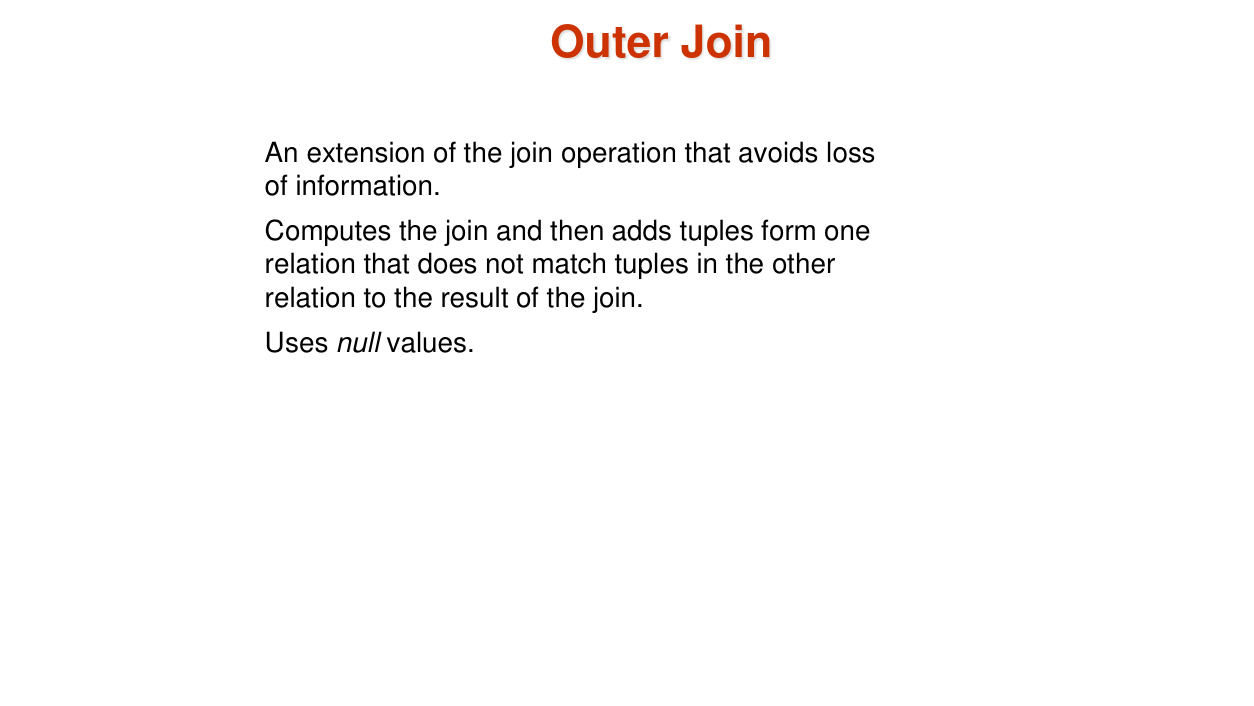 Outer Join
An extension of the join operation that avoids loss
of information.
Computes the join and then adds tuples form one
relation that does not match tuples in the other
relation to the result of the join.
Uses null values.